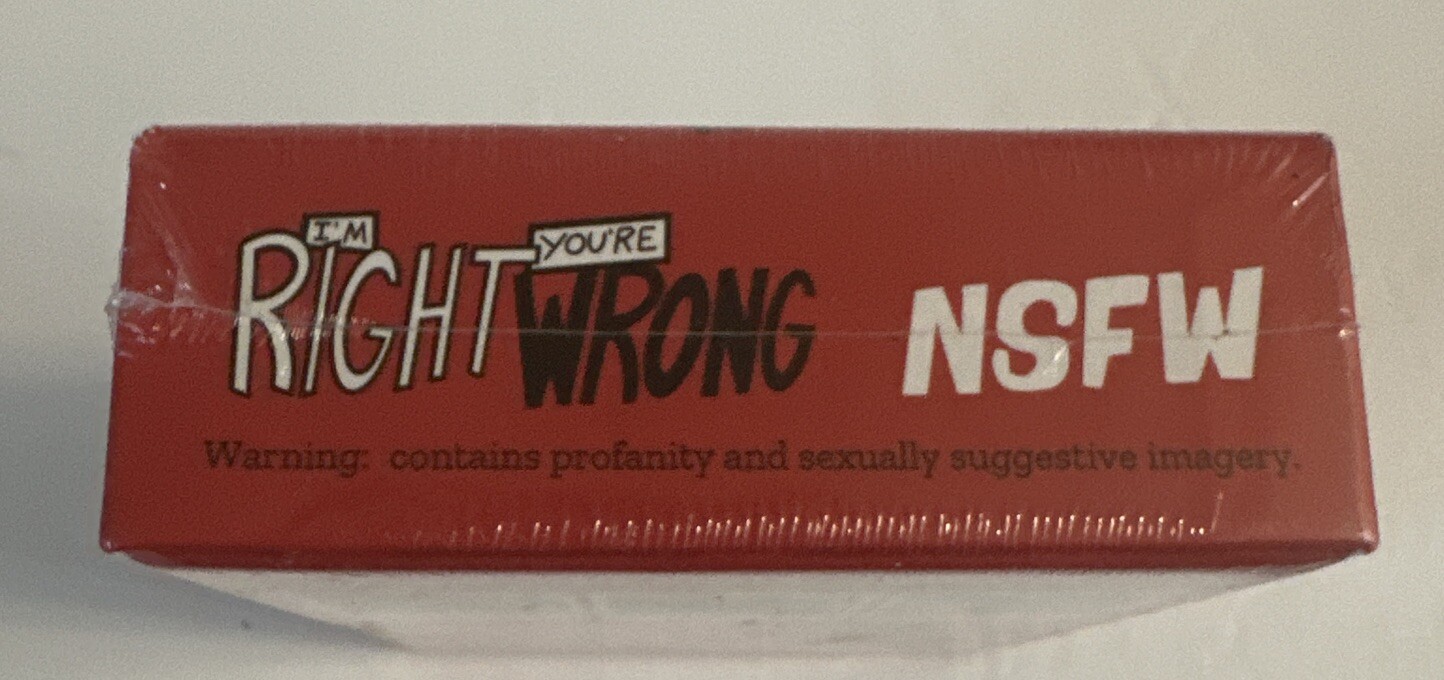 I'M RIGHT YOU'RE WRONG NSFW
Warning: contains profanity and sexually suggestive imagery.